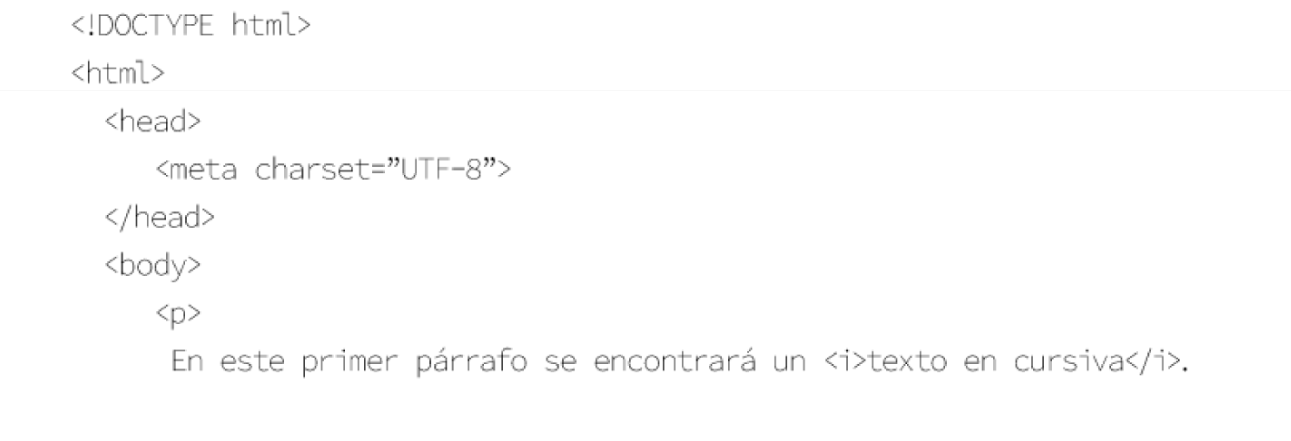 <!DOCTYPE html>
<html>
<head>
<meta charset=”UTF-8”>
</head>
<body>
<p>
En este primer párrafo se encontrará un <i>texto en cursiva</i>.